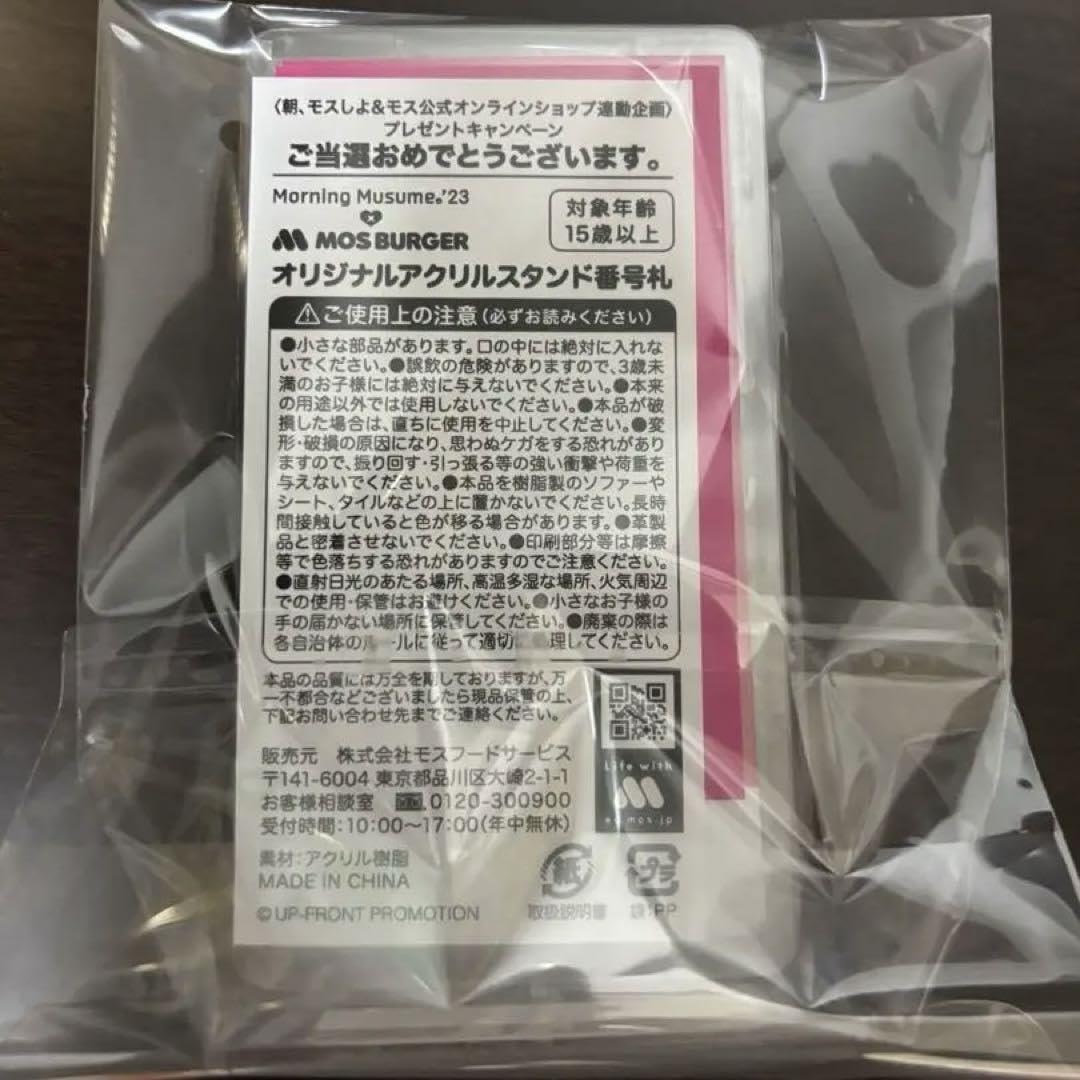 〈朝、モスしよ&モス公式オンラインショップ連動企画〉
プレゼントキャンペーン
ご当選おめでとうございます。
Morning Musume。'23
MOS BURGER
対象年齢
15歳以上
オリジナルアクリルスタンド番号札
ご使用上の注意(必ずお読みください)
●小さな部品があります。口の中には絶対に入れな
いでください。●誤飲の危険がありますので、3歳未
満のお子様には絶対に与えないでください。●本来
の用途以外では使用しないでください。●本品が破
損した場合は、直ちに使用を中止してください。●変
形・破損の原因になり、思わぬケガをする恐れがあり
ますので、振り回す・引っ張る等の強い衝撃や荷重を
与えないでください。●本品を樹脂製のソファーや
シート、タイルなどの上に置かないでください。長時
間接触していると色が移る場合があります。●革製
品と密着させないでください。●印刷部分等は摩擦
等で色落ちする恐れがありますのでご注意ください。
●直射日光のあたる場所、高温多湿な場所、火気周辺
での使用・保管はお避けください。●小さなお子様の
手の届かない場所に保管してください。●廃棄の際は
各自治体のルールに従って適切に処理してください。
本品の品質には万全を期しておりますが、万
一不都合などございましたら現品保管の上、
下記お問い合わせ先までご連絡ください。
販売元 株式会社モスフードサービス
〒141-6004 東京都品川区大崎2-1-1
お客様相談室 0120-300900
受付時間:10:00〜17:00(年中無休)
Life with
mos.jp
素材:アクリル樹脂
MADE IN CHINA
©UP-FRONT PROMOTION
紙
取扱説明書
プラ
袋:PP